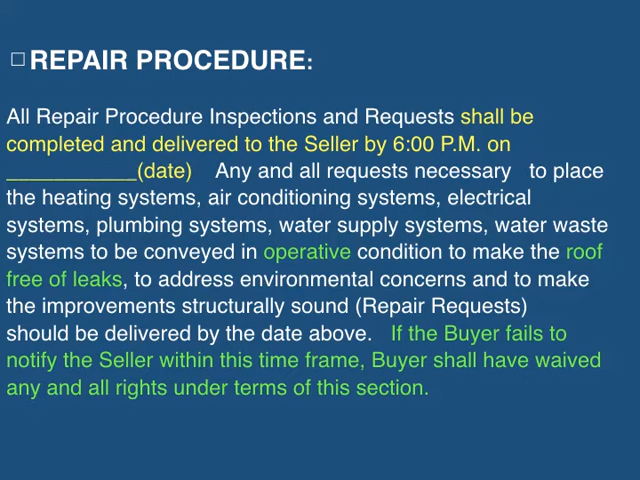 □ REPAIR PROCEDURE:
All Repair Procedure Inspections and Requests shall be
completed and delivered to the Seller by 6:00 P.M. on
____________(date) Any and all requests necessary to place
the heating systems, air conditioning systems, electrical
systems, plumbing systems, water supply systems, water waste
systems to be conveyed in operative condition to make the roof
free of leaks, to address environmental concerns and to make
the improvements structurally sound (Repair Requests)
should be delivered by the date above. If the Buyer fails to
notify the Seller within this time frame, Buyer shall have waived
any and all rights under terms of this section.